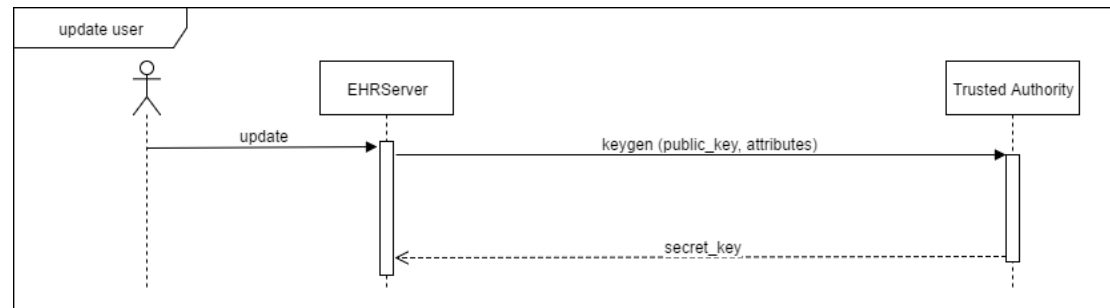 update user
EHRServer
Trusted Authority
update
keygen (public_key, attributes)
secret_key